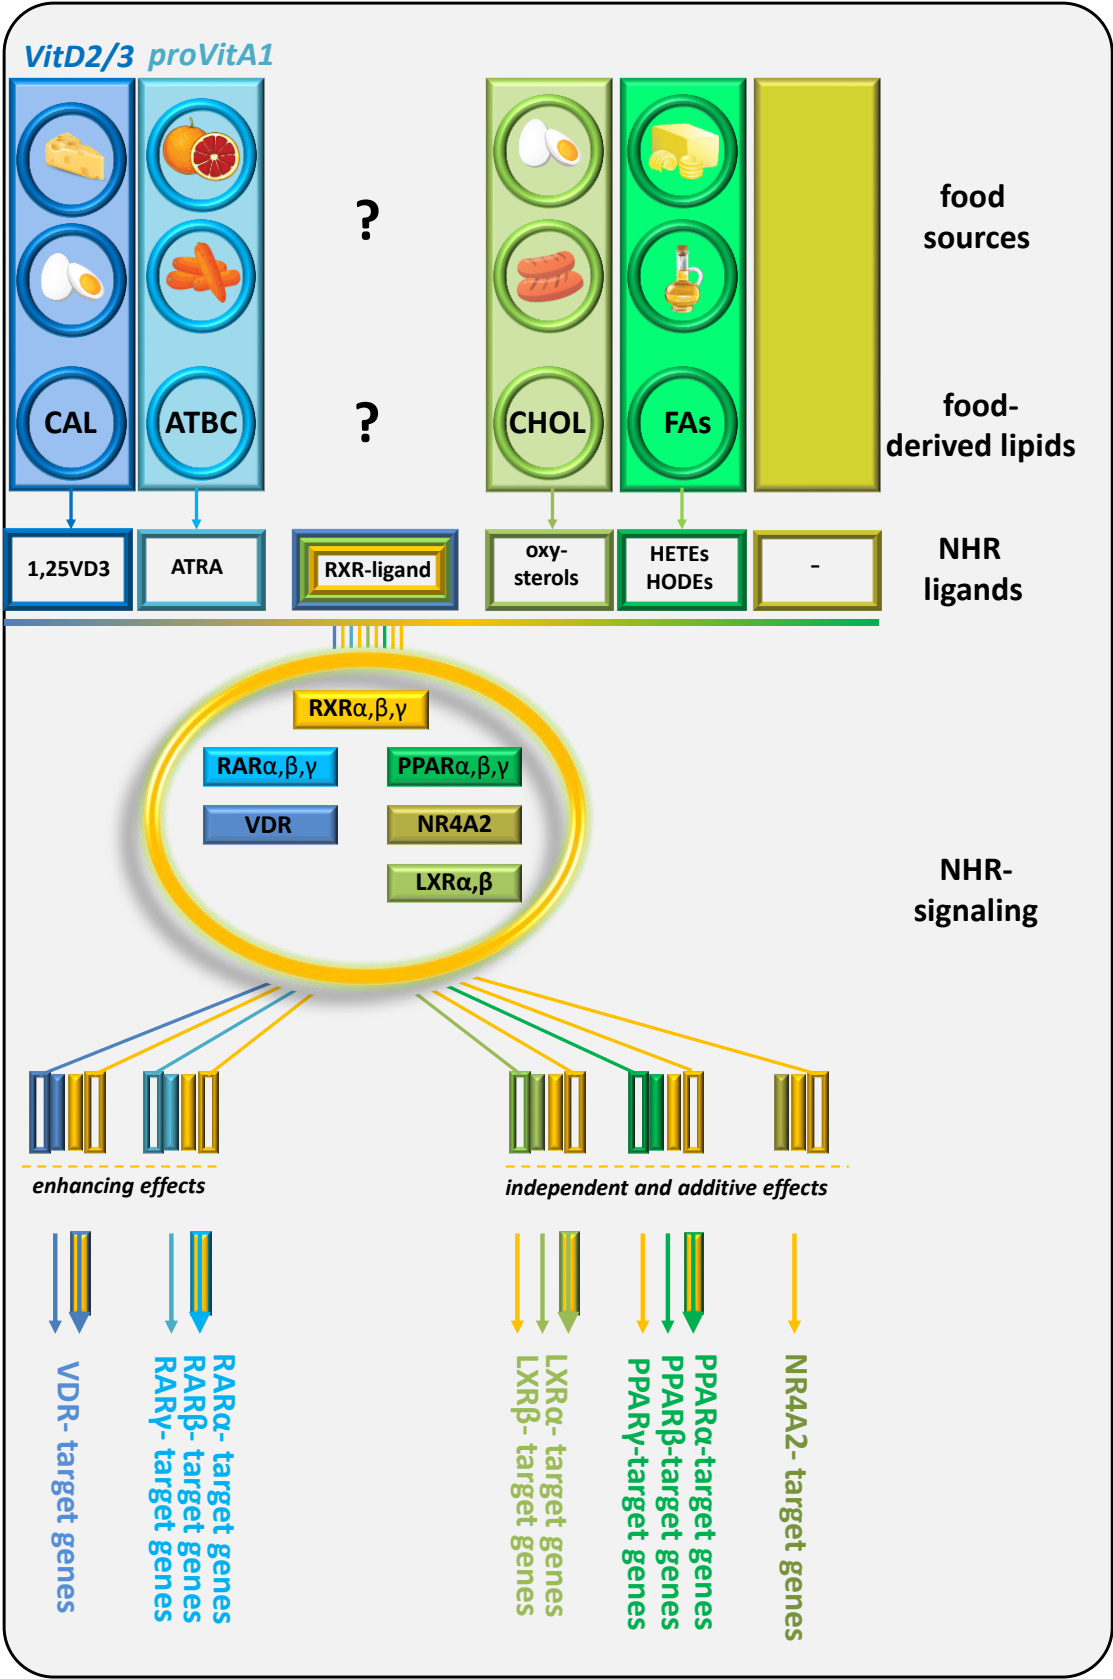 VitD2/3 proVitA1
?
food
sources
CAL
ATBC
?
CHOL
FAs
food-
derived lipids
1,25VD3
ATRA
RXR-ligand
oxy-
sterols
HETEs
HODEs
-
NHR
ligands
RXRα,β,γ
RARα,β,γ
PPARα,β,γ
VDR
NR4A2
LXRα,β
NHR-
signaling
enhancing effects
independent and additive effects
VDR- target genes
RARγ- target genes
RARβ- target genes
RARα- target genes
LXRβ- target genes
LXRα- target genes
PPARγ-target genes
PPARβ-target genes
PPARα-target genes
NR4A2- target genes